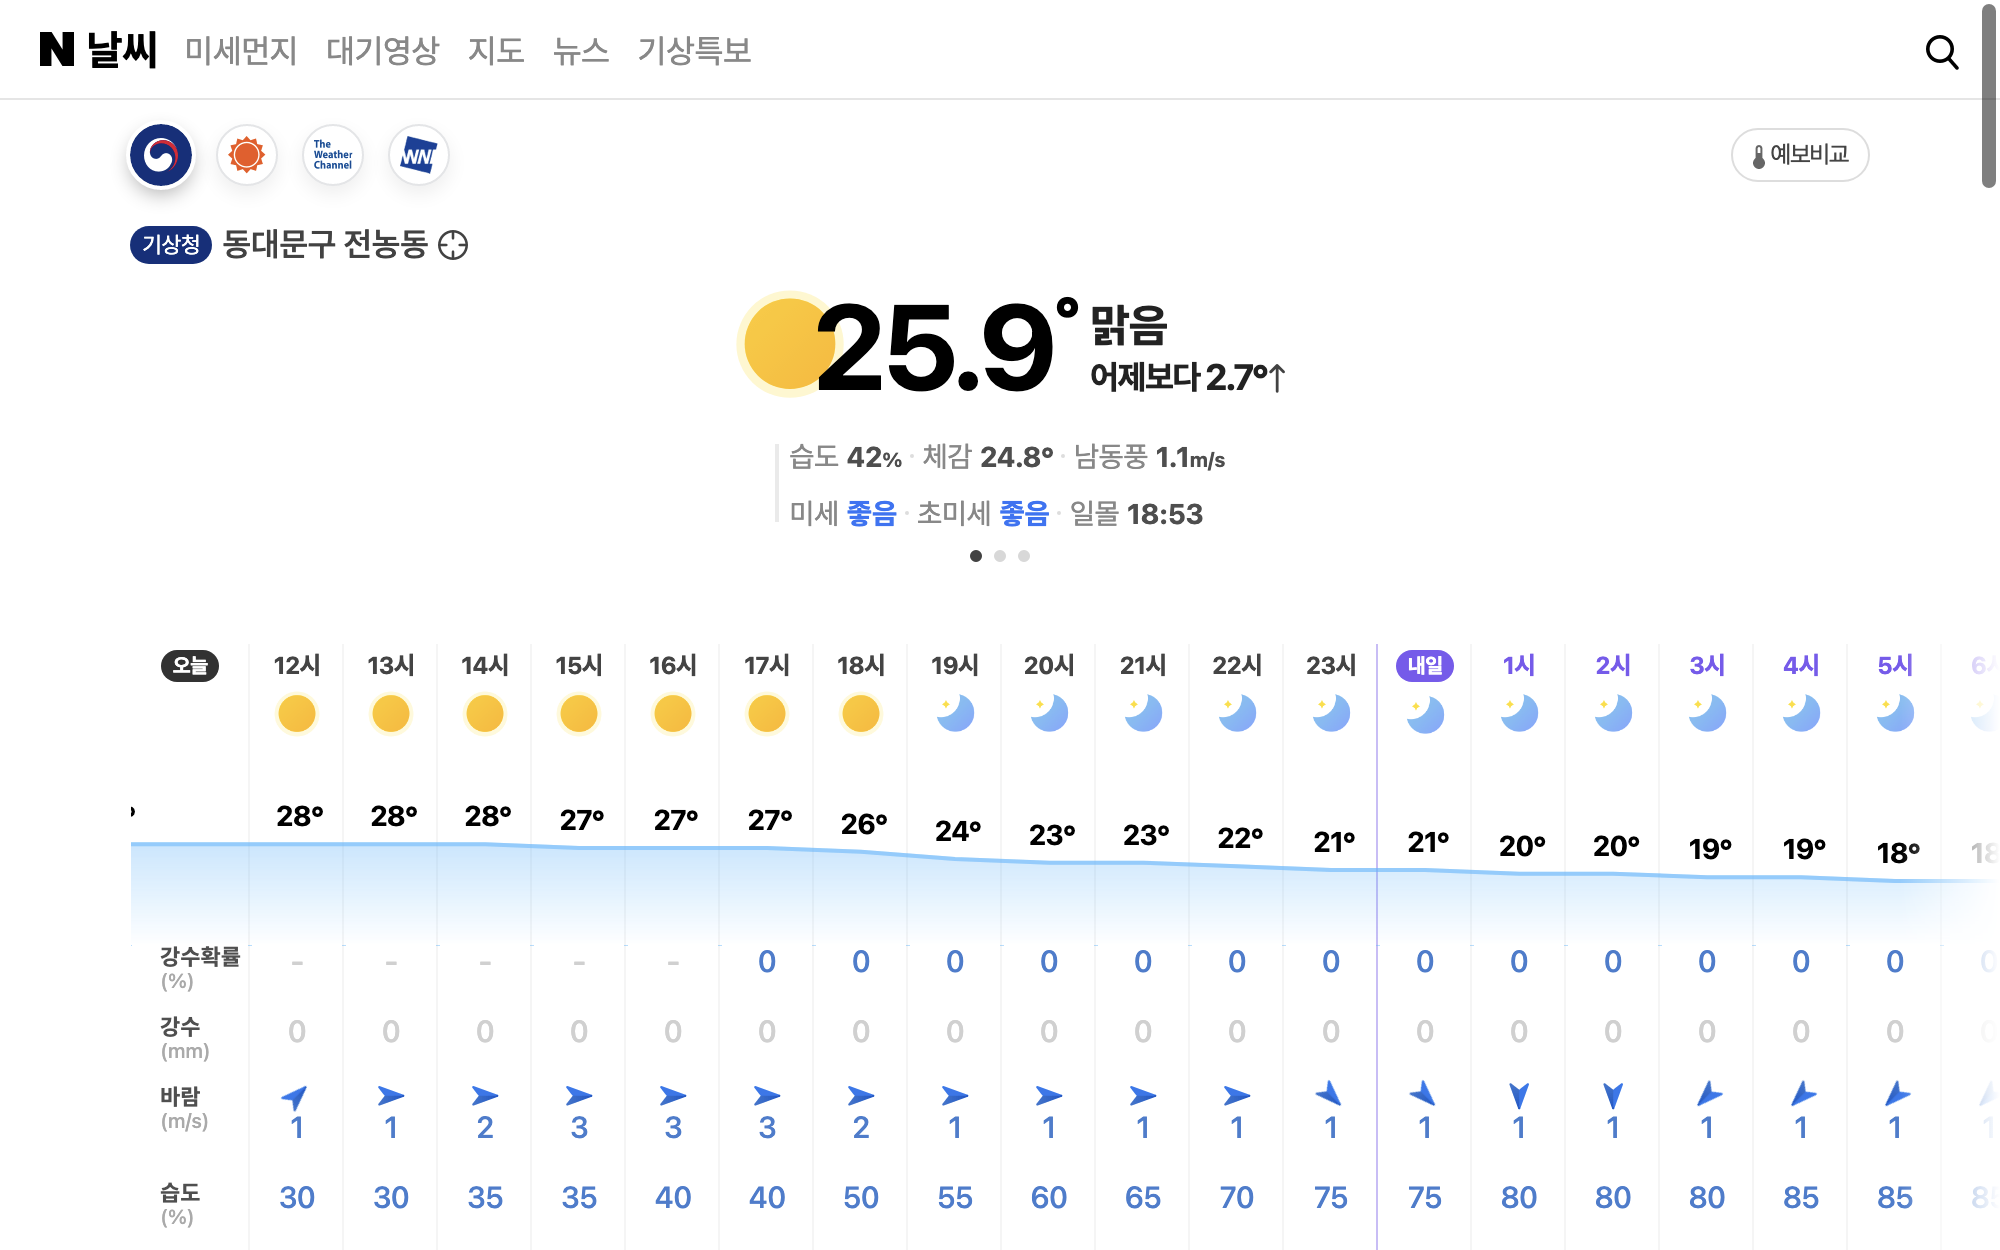 N 날씨 미세먼지 대기영상 지도 뉴스 기상특보
The
Weather
Channel
WNI
예보비교
기상청 동대문구 전농동
25.9° 맑음
어제보다 2.7°↑
습도 42% · 체감 24.8° · 남동풍 1.1m/s
미세 좋음 · 초미세 좋음 · 일몰 18:53
오늘 12시 13시 14시 15시 16시 17시 18시 19시 20시 21시 22시 23시 내일 1시 2시 3시 4시 5시 6시
28° 28° 28° 27° 27° 27° 26° 24° 23° 23° 22° 21° 21° 20° 20° 19° 19° 18° 18
강수확률 - - - - - 0 0 0 0 0 0 0 0 0 0 0 0 0 0
(%)
강수 0 0 0 0 0 0 0 0 0 0 0 0 0 0 0 0 0 0 0
(mm)
바람
(m/s) 1 1 2 3 3 3 2 1 1 1 1 1 1 1 1 1 1 1 1
습도 30 30 35 35 40 40 50 55 60 65 70 75 75 80 80 80 85 85 85
(%)